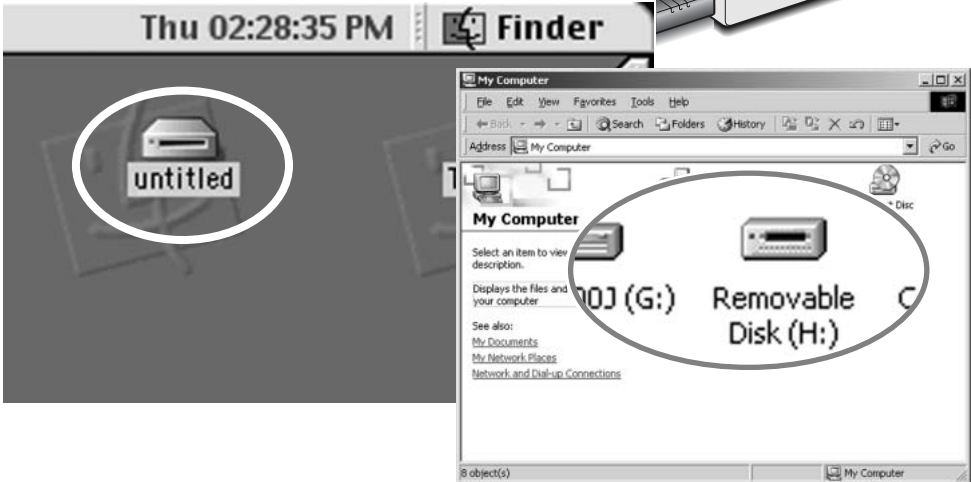 Thu 02:28:35 PM
Finder
untitled
My Computer
File Edit View Favorites Tools Help
Back Search Folders History
Address My Computer Go
My Computer
Disc
Select an item to view
description.
Displays the files and
your computer
(G:)
Removable
Disk (H:)
See also:
My Documents
My Network Places
Network and Dial-up Connections
8 object(s) My Computer